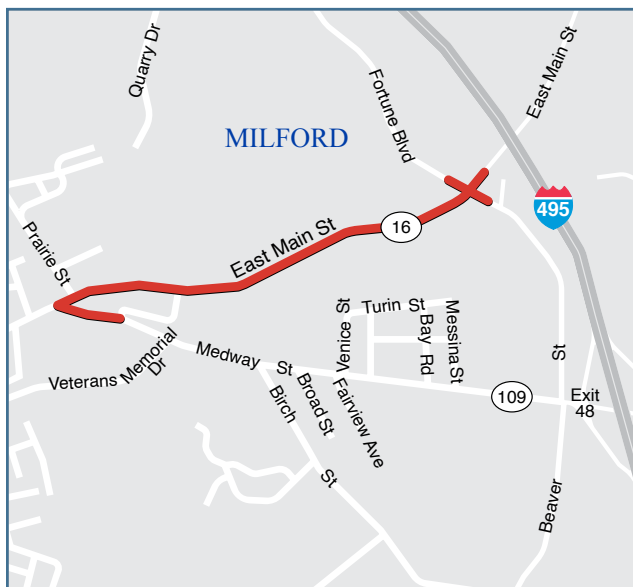 Quarry Dr
Fortune Blvd
East Main St
MILFORD
495
16
East Main St
Prairie St
Venice St
Turin St
Bay Rd
Messina St
St
Veterans
Memorial
Dr
Medway St
Birch
St
Broad St
Fairview Ave
109
Exit
48
Beaver